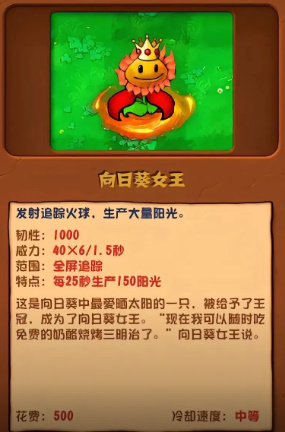 向日葵女王
发射追踪火球，生产大量阳光。
韧性：1000
威力：40×6/1.5秒
范围：全屏追踪
特点：每25秒生产150阳光
这是向日葵中最爱晒太阳的一只，被给予了王
冠，成为了向日葵女王。“现在我可以随时吃
免费的奶酪烧烤三明治了。”向日葵女王说。
花费：500 冷却速度：中等